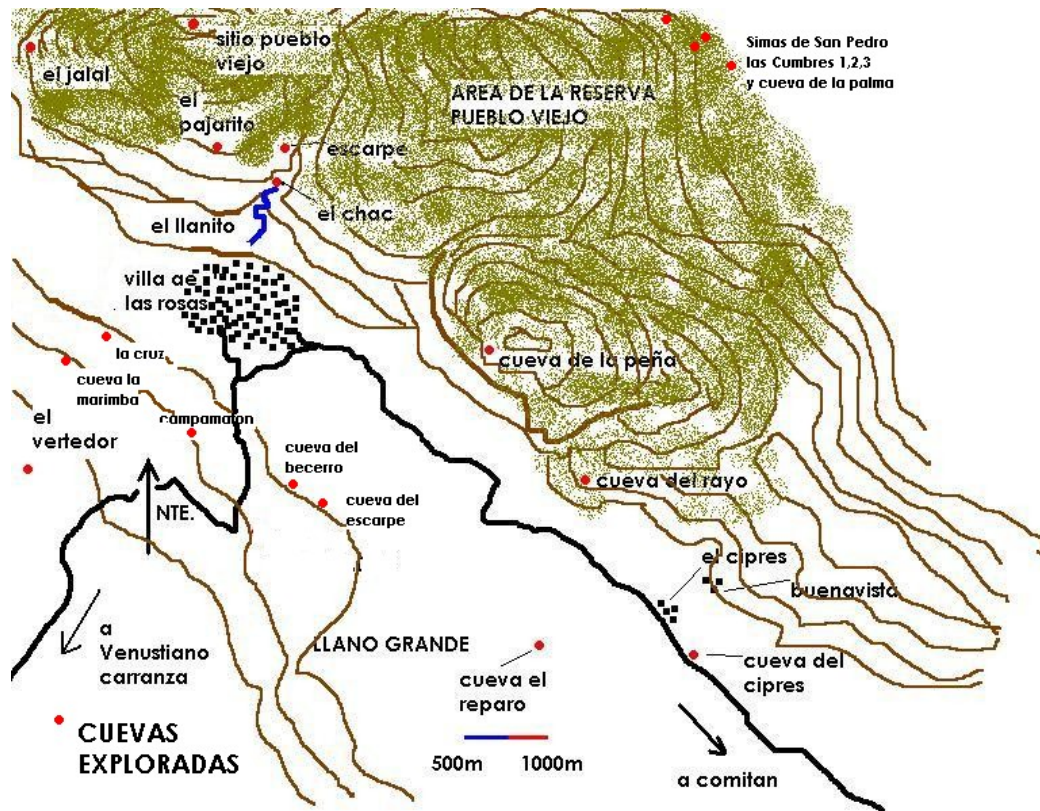 sitio pueblo
viejo
el jalal
el
pajarito
escarpe
AREA DE LA RESERVA
PUEBLO VIEJO
Simas de San Pedro
las Cumbres 1,2,3
y cueva de la palma
el chac
el llanito
villa ae
las rosas
la cruz
cueva la
marimba
campamaton
el
vertedor
cueva de la peña
cueva del
becerro
cueva del
escarpe
cueva del rayo
NTE.
el cipres
buenavista
a
Venustiano
carranza
LLANO GRANDE
cueva el
reparo
cueva del
cipres
CUEVAS
EXPLORADAS
500m 1000m
a comitan